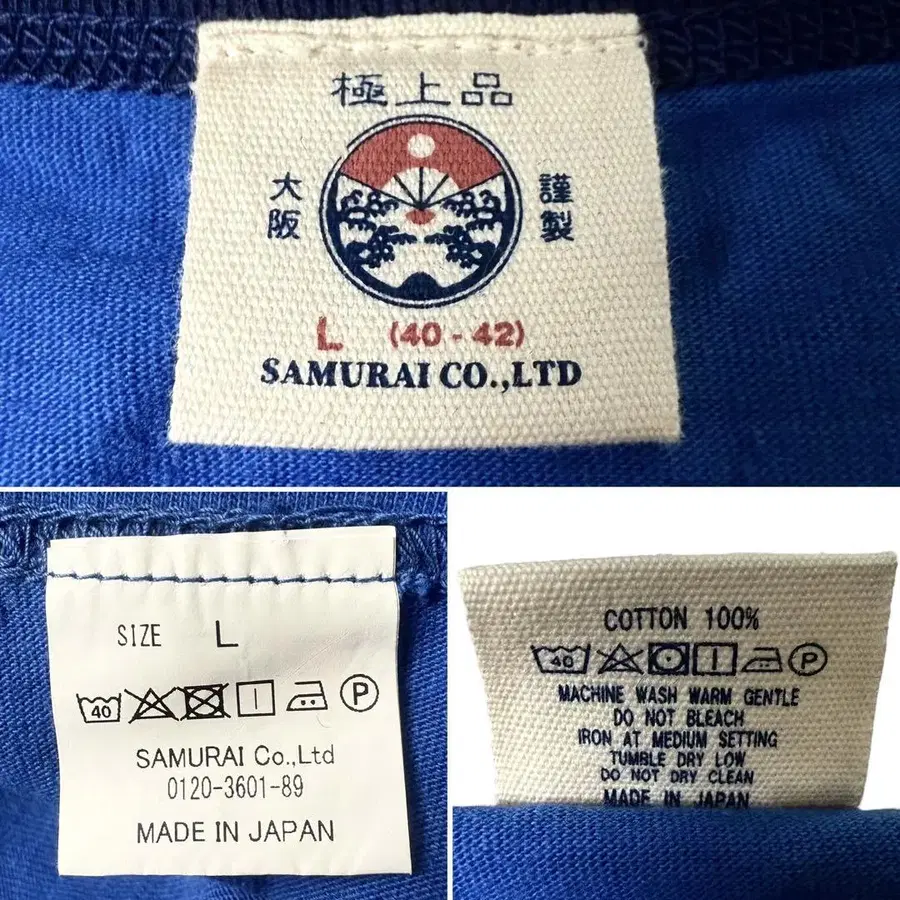 極上品
大阪
謹製
L (40 - 42)
SAMURAI CO.,LTD
SIZE L
40
SAMURAI Co.,Ltd
0120-3601-89
MADE IN JAPAN
COTTON 100%
40
P
MACHINE WASH WARM GENTLE
DO NOT BLEACH
IRON AT MEDIUM SETTING
TUMBLE DRY LOW
DO NOT DRY CLEAN
MADE IN JAPAN